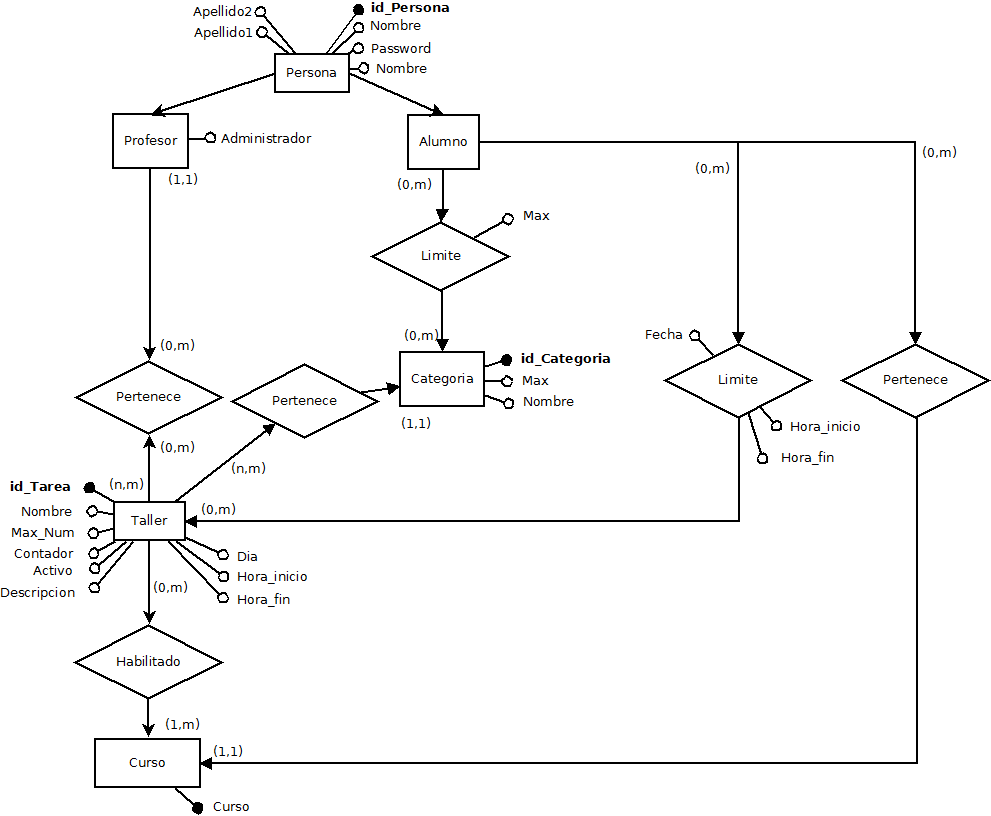 Apellido2
id_Persona
Apellido1
Nombre
Password
Persona
Nombre
Profesor
Administrador
Alumno
(0,m)
(0,m)
(1,1)
(0,m)
Max
Limite
(0,m)
(0,m)
Fecha
id_Categoria
Categoria
Max
Nombre
Limite
Pertenece
Pertenece
Pertenece
(1,1)
Hora_inicio
(0,m)
Hora_fin
(n,m)
id_Tarea
(n,m)
Nombre
Taller
(0,m)
Max_Num
Contador
Dia
Activo
Hora_inicio
Descripcion
(0,m)
Hora_fin
Habilitado
(1,m)
Curso
(1,1)
Curso